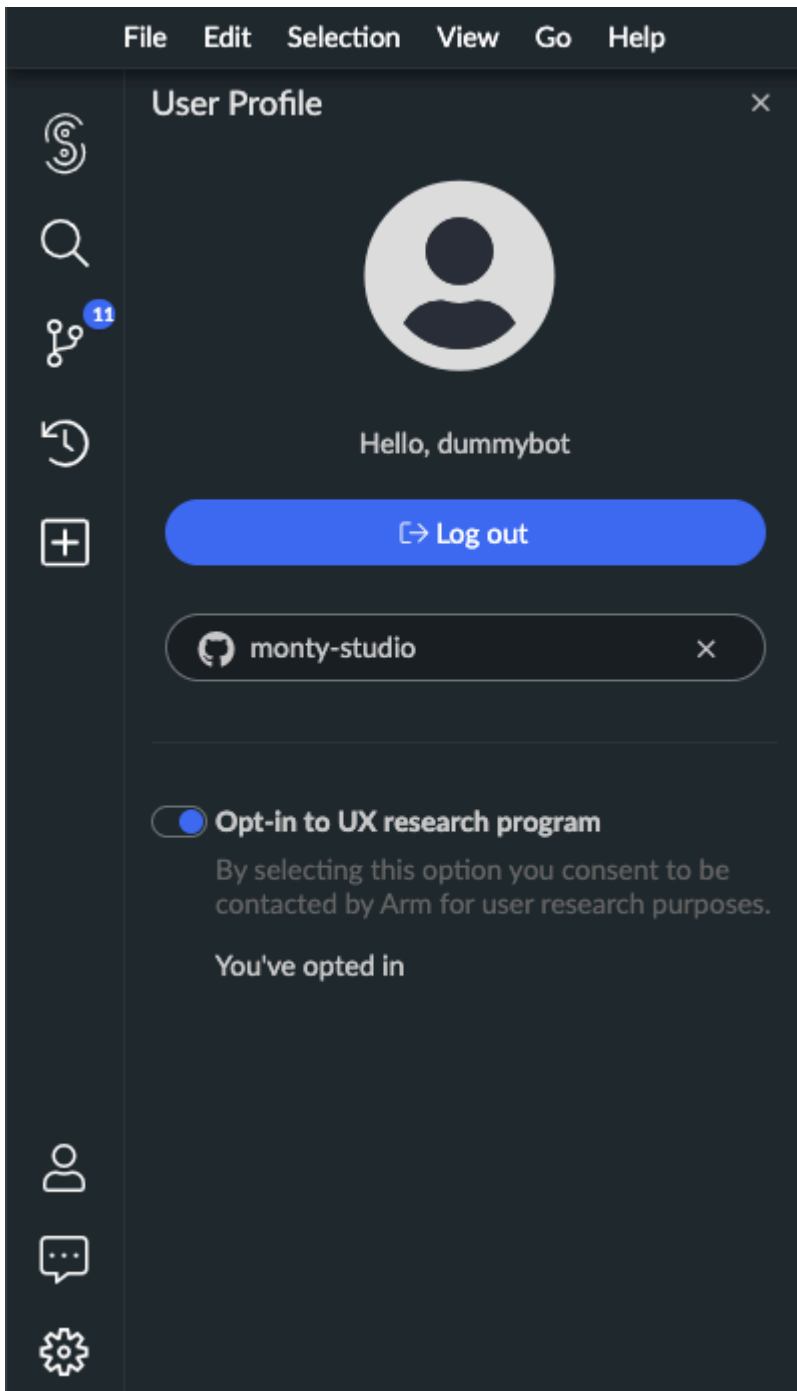 File Edit Selection View Go Help
User Profile
11
Hello, dummybot
Log out
monty-studio
Opt-in to UX research program
By selecting this option you consent to be
contacted by Arm for user research purposes.
You've opted in